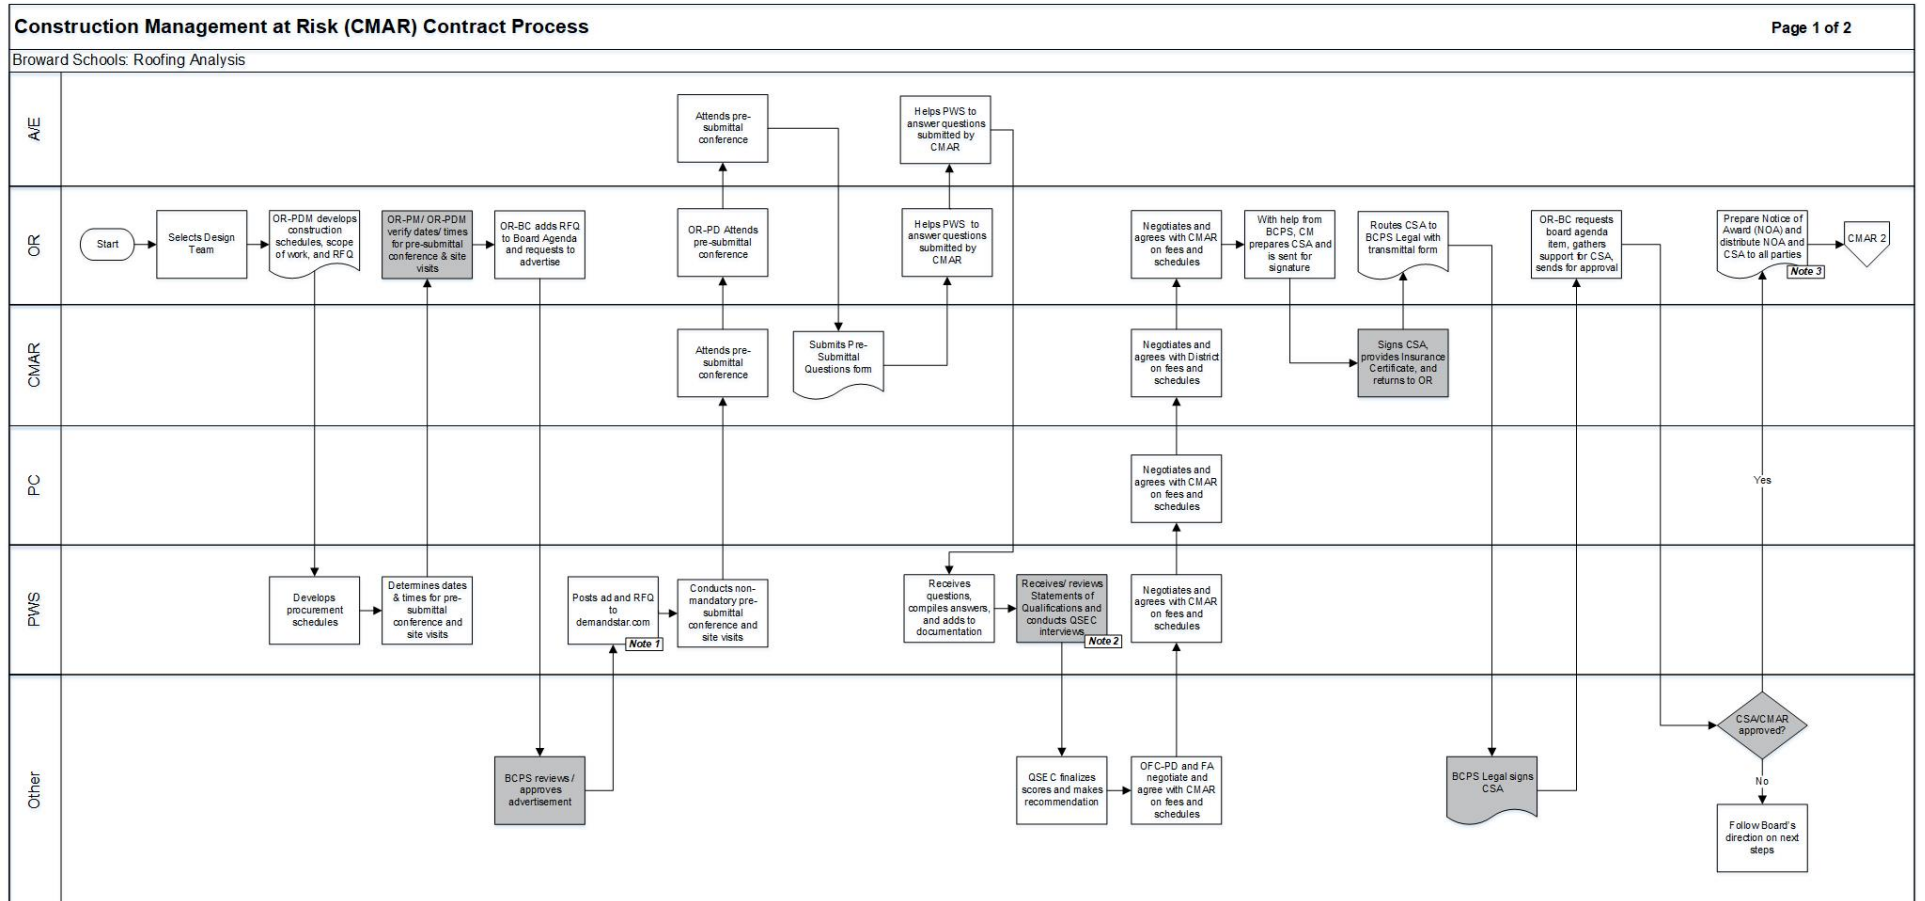 Construction Management at Risk (CMAR) Contract Process
Page 1 of 2
Broward Schools: Roofing Analysis
A/E
Attends pre-
submittal
conference
Helps PWS to
answer questions
submitted by
CMAR
OR
Start
Selects Design
Team
OR-PDM develops
construction
schedules, scope
of work, and RFQ
OR-PM/ OR-PDM
verify dates/ times
for pre-submittal
conference & site
visits
OR-BC adds RFQ
to Board Agenda
and requests to
advertise
OR-PD Attends
pre-submittal
conference
Helps PWS to
answer questions
submitted by
CMAR
Negotiates and
agrees with CMAR
on fees and
schedules
With help from
BCPS, CM
prepares CSA and
is sent for
signature
Routes CSA to
BCPS Legal with
transmittal form
OR-BC requests
board agenda
item, gathers
support for CSA,
sends for approval
Prepare Notice of
Award (NOA) and
distribute NOA and
CSA to all parties
Note 3
CMAR 2
CMAR
Attends pre-
submittal
conference
Submits Pre-
Submittal
Questions form
Negotiates and
agrees with District
on fees and
schedules
Signs CSA,
provides Insurance
Certificate, and
returns to OR
PC
Negotiates and
agrees with CMAR
on fees and
schedules
Yes
PWS
Develops
procurement
schedules
Determines dates
& times for pre-
submittal
conference and
site visits
Posts ad and RFQ
to
demandstar.com
Note 1
Conducts non-
mandatory pre-
submittal
conference and
site visits
Receives
questions,
compiles answers,
and adds to
documentation
Receives/ reviews
Statements of
Qualifications and
conducts QSEC
interviews
Note 2
Negotiates and
agrees with CMAR
on fees and
schedules
Other
BCPS reviews /
approves
advertisement
QSEC finalizes
scores and makes
recommendation
OFC-PD and FA
negotiate and
agree with CMAR
on fees and
schedules
BCPS Legal signs
CSA
CSA/CMAR
approved?
No
Follow Board's
direction on next
steps